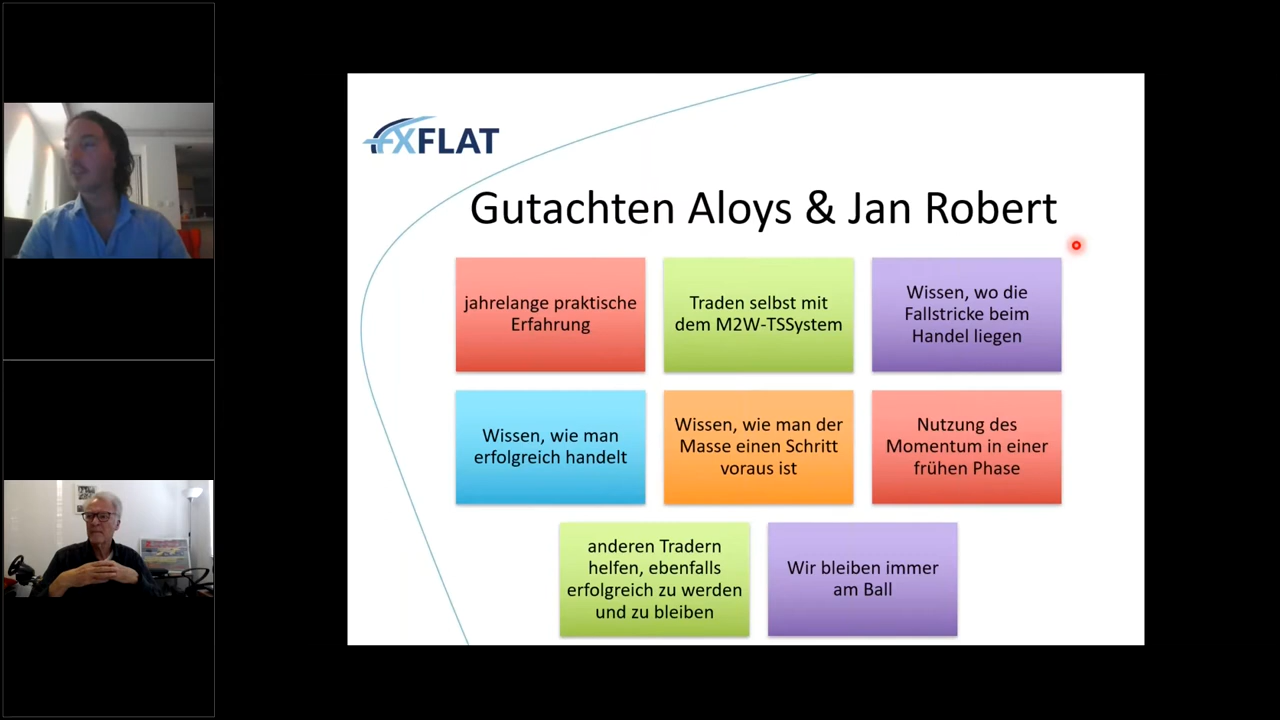 FXFLAT
Gutachten Aloys & Jan Robert
jahrelange praktische
Erfahrung
Traden selbst mit
dem M2W-TSSystem
Wissen, wo die
Fallstricke beim
Handel liegen
Wissen, wie man
erfolgreich handelt
Wissen, wie man der
Masse einen Schritt
voraus ist
Nutzung des
Momentum in einer
frühen Phase
anderen Tradern
helfen, ebenfalls
erfolgreich zu werden
und zu bleiben
Wir bleiben immer
am Ball